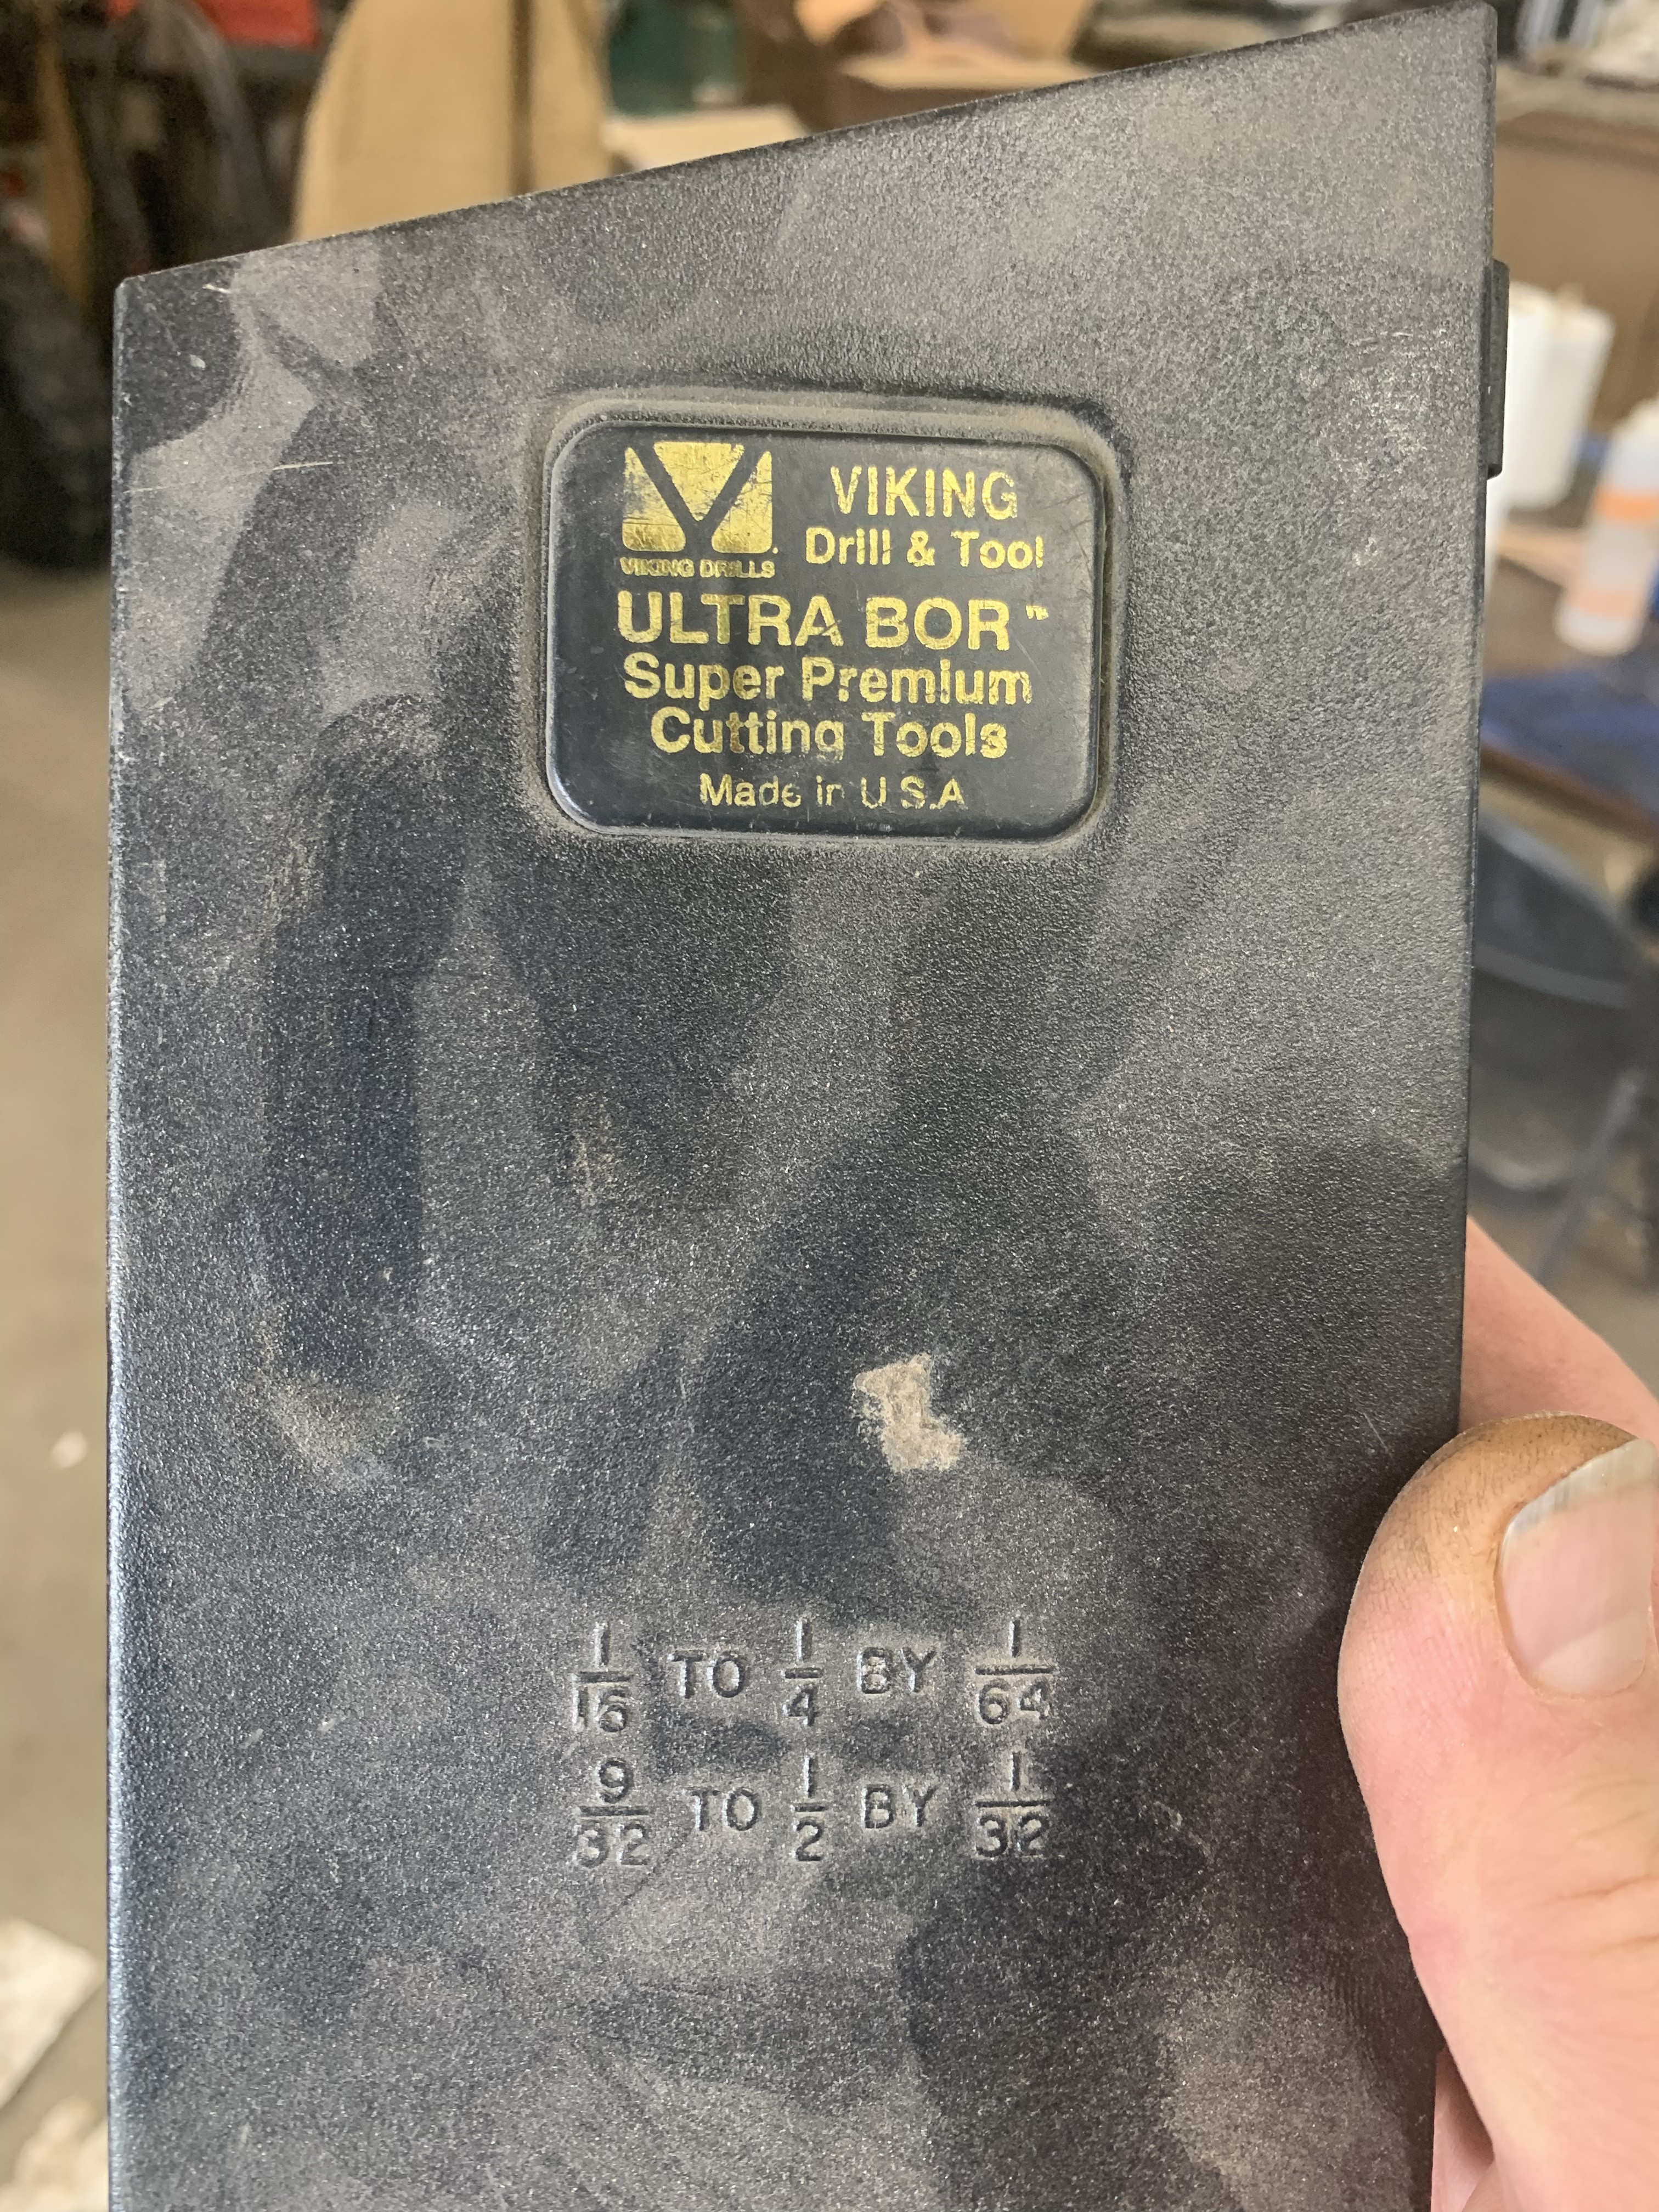 VIKING
Drill & Tool
VIKING DRILLS
ULTRA BOR™
Super Premium
Cutting Tools
Made in U.S.A
1/16 TO 1/4 BY 1/64
9/32 TO 1/2 BY 1/32